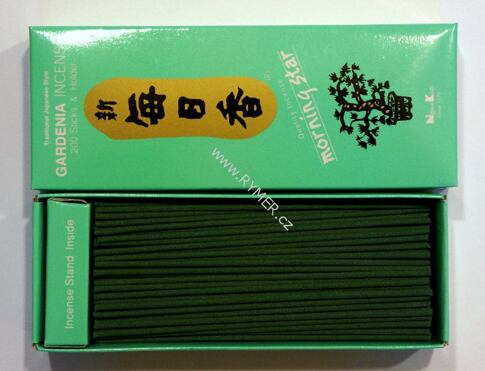 Traditional Japanese Style
GARDENIA INCENSE
200 Sticks & Holder
新 毎日香
morning star
www.RYMER.cz
Incense Stand Inside